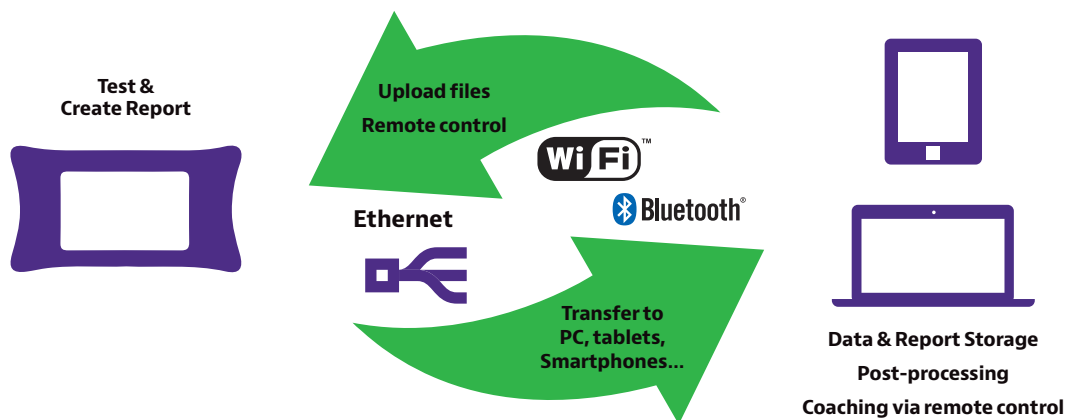 Test &
Create Report
Upload files
Remote control
WiFi™
Bluetooth®
Ethernet
Transfer to
PC, tablets,
Smartphones...
Data & Report Storage
Post-processing
Coaching via remote control